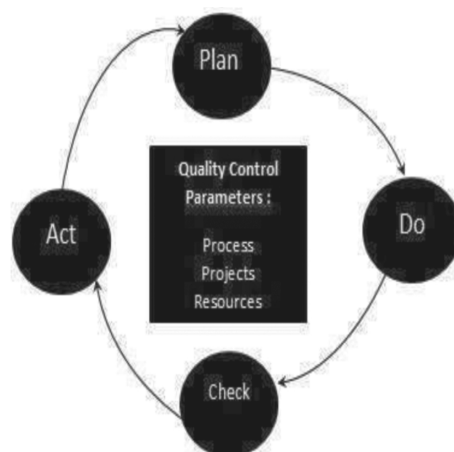 Plan
Do
Check
Act
Quality Control
Parameters :
Process
Projects
Resources